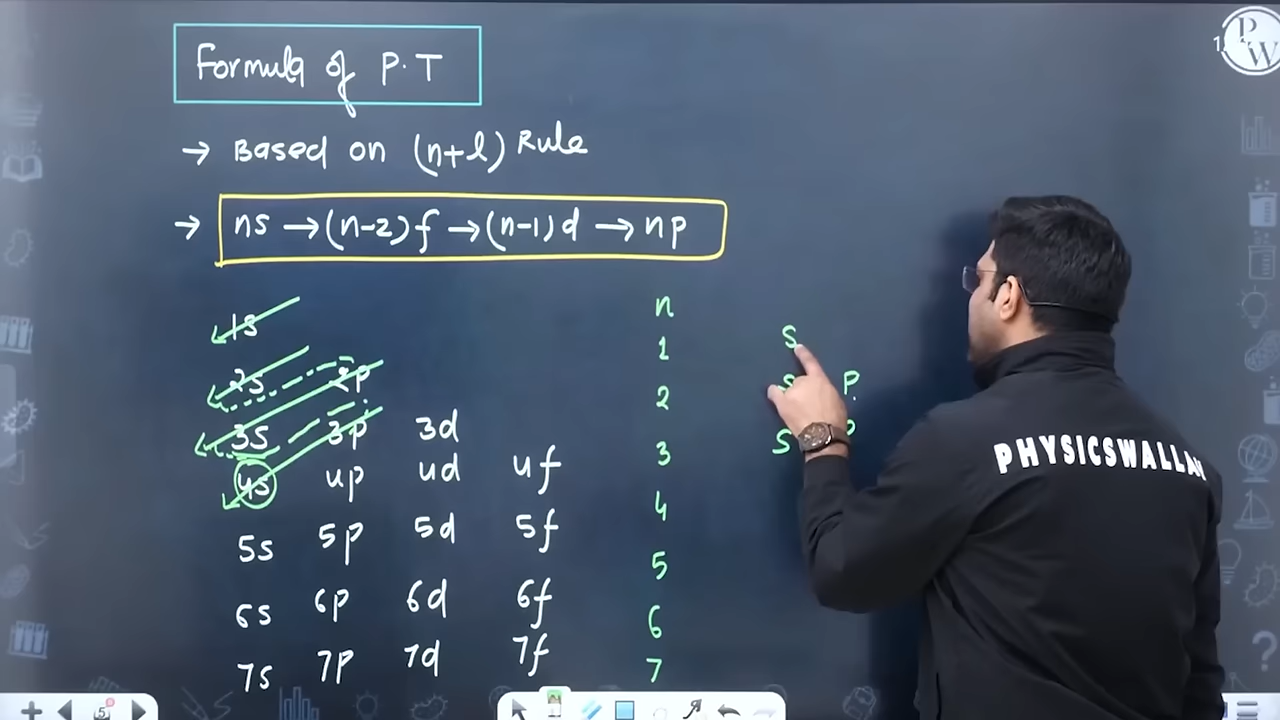 Formula of P.T
→ Based on (n+l) Rule
→ ns → (n-2)f → (n-1)d → np
1s
2s 2p
3s 3p 3d
4s 4p 4d 4f
5s 5p 5d 5f
6s 6p 6d 6f
7s 7p 7d 7f
n
1 s
2 s p
3 s
4
5
6
7
PW
PHYSICSWALLAH